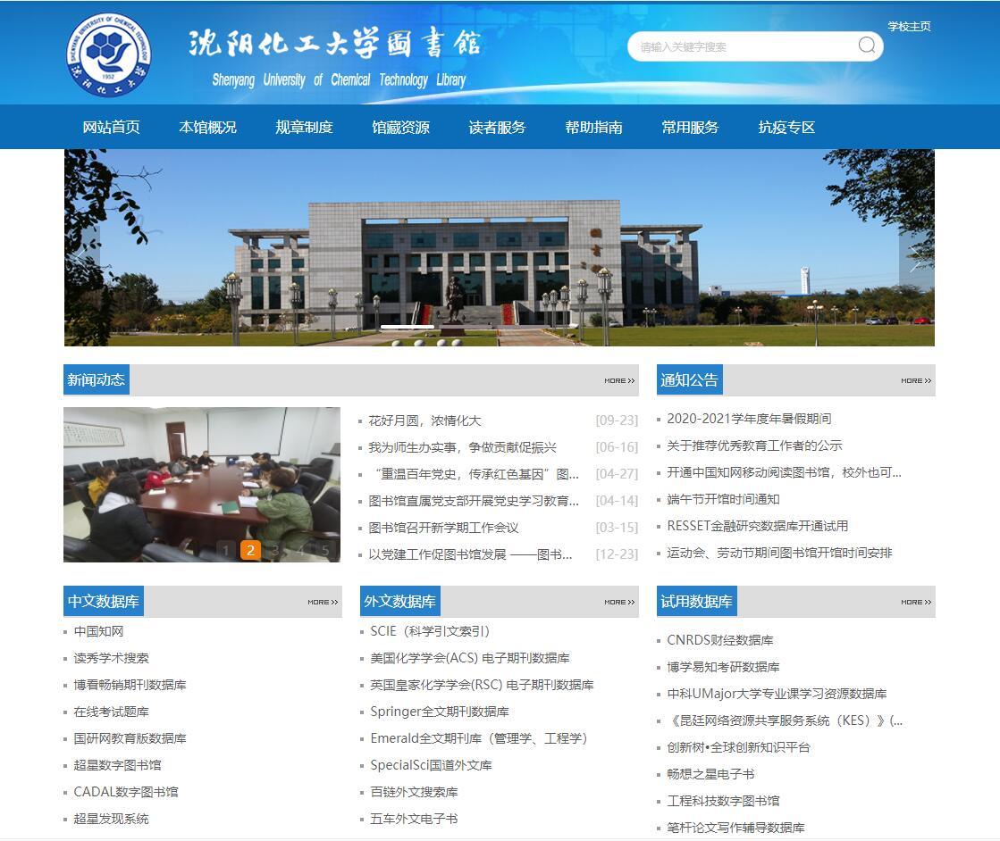 SHENYANG UNIVERSITY OF CHEMICAL TECHNOLOGY
1952
沈阳化工大学
沈阳化工大学圖書館
Shenyang University of Chemical Technology Library
请输入关键字搜索
学校主页
网站首页 本馆概况 规章制度 馆藏资源 读者服务 帮助指南 常用服务 抗疫专区
新闻动态 MORE >>
花好月圆，浓情化大 [09-23]
我为师生办实事，争做贡献促振兴 [06-16]
“重温百年党史，传承红色基因”图... [04-27]
图书馆直属党支部开展党史学习教育... [04-14]
图书馆召开新学期工作会议 [03-15]
以党建工作促图书馆发展 ——图书... [12-23]
1 2 3 4 5
通知公告 MORE >>
2020-2021学年度年暑假期间
关于推荐优秀教育工作者的公示
开通中国知网移动阅读图书馆，校外也可...
端午节开馆时间通知
RESSET金融研究数据库开通试用
运动会、劳动节期间图书馆开馆时间安排
中文数据库 MORE >>
中国知网
读秀学术搜索
博看畅销期刊数据库
在线考试题库
国研网教育版数据库
超星数字图书馆
CADAL数字图书馆
超星发现系统
外文数据库 MORE >>
SCIE（科学引文索引）
美国化学学会(ACS) 电子期刊数据库
英国皇家化学学会(RSC) 电子期刊数据库
Springer全文期刊数据库
Emerald全文期刊库（管理学、工程学）
SpecialSci国道外文库
百链外文搜索库
五车外文电子书
试用数据库 MORE >>
CNRDS财经数据库
博学易知考研数据库
中科UMajor大学专业课学习资源数据库
《昆廷网络资源共享服务系统（KES）》(...
创新树•全球创新知识平台
畅想之星电子书
工程科技数字图书馆
笔杆论文写作辅导数据库